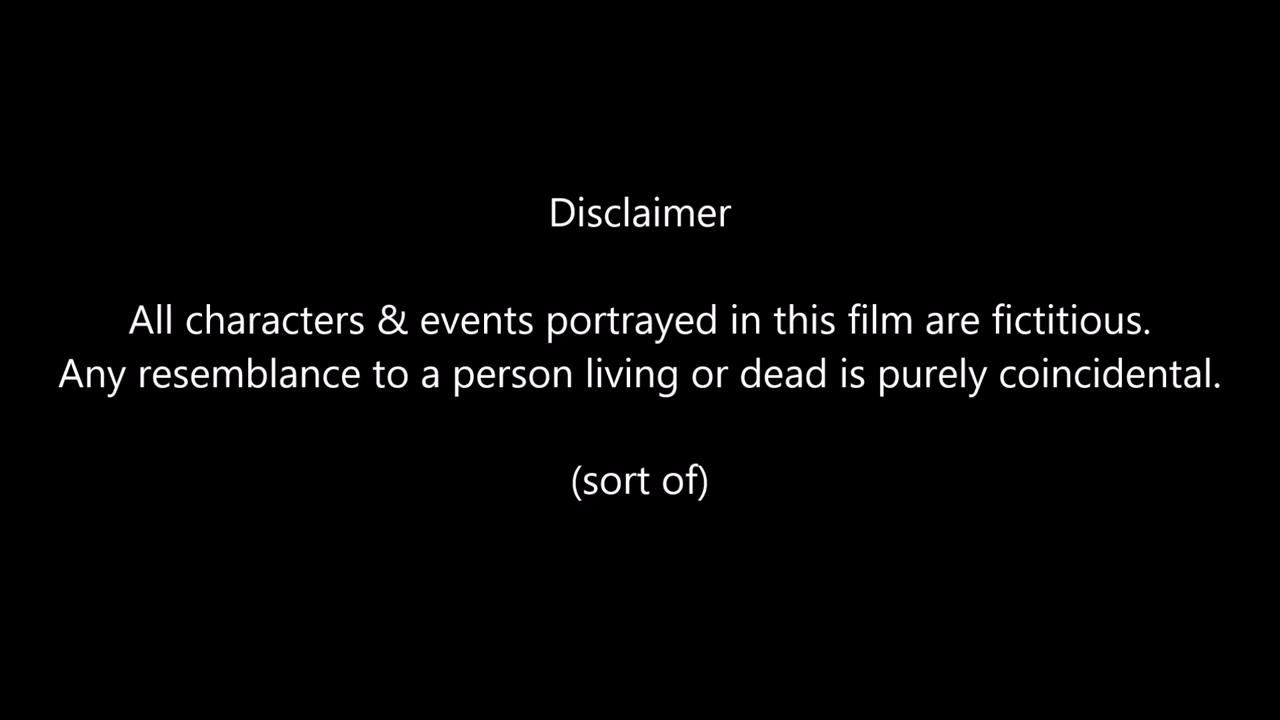 Disclaimer
All characters & events portrayed in this film are fictitious.
Any resemblance to a person living or dead is purely coincidental.
(sort of)